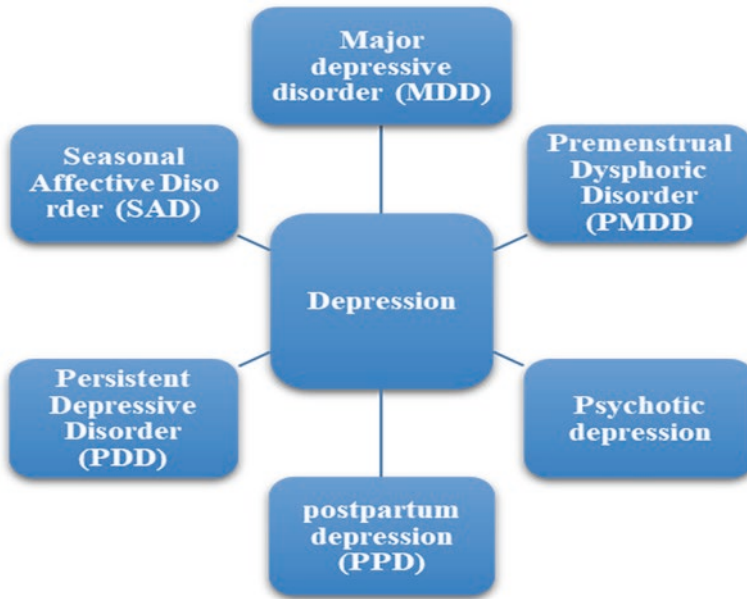 Major
depressive
disorder (MDD)
Seasonal
Affective Diso
rder (SAD)
Premenstrual
Dysphoric
Disorder
(PMDD
Depression
Persistent
Depressive
Disorder
(PDD)
Psychotic
depression
postpartum
depression
(PPD)